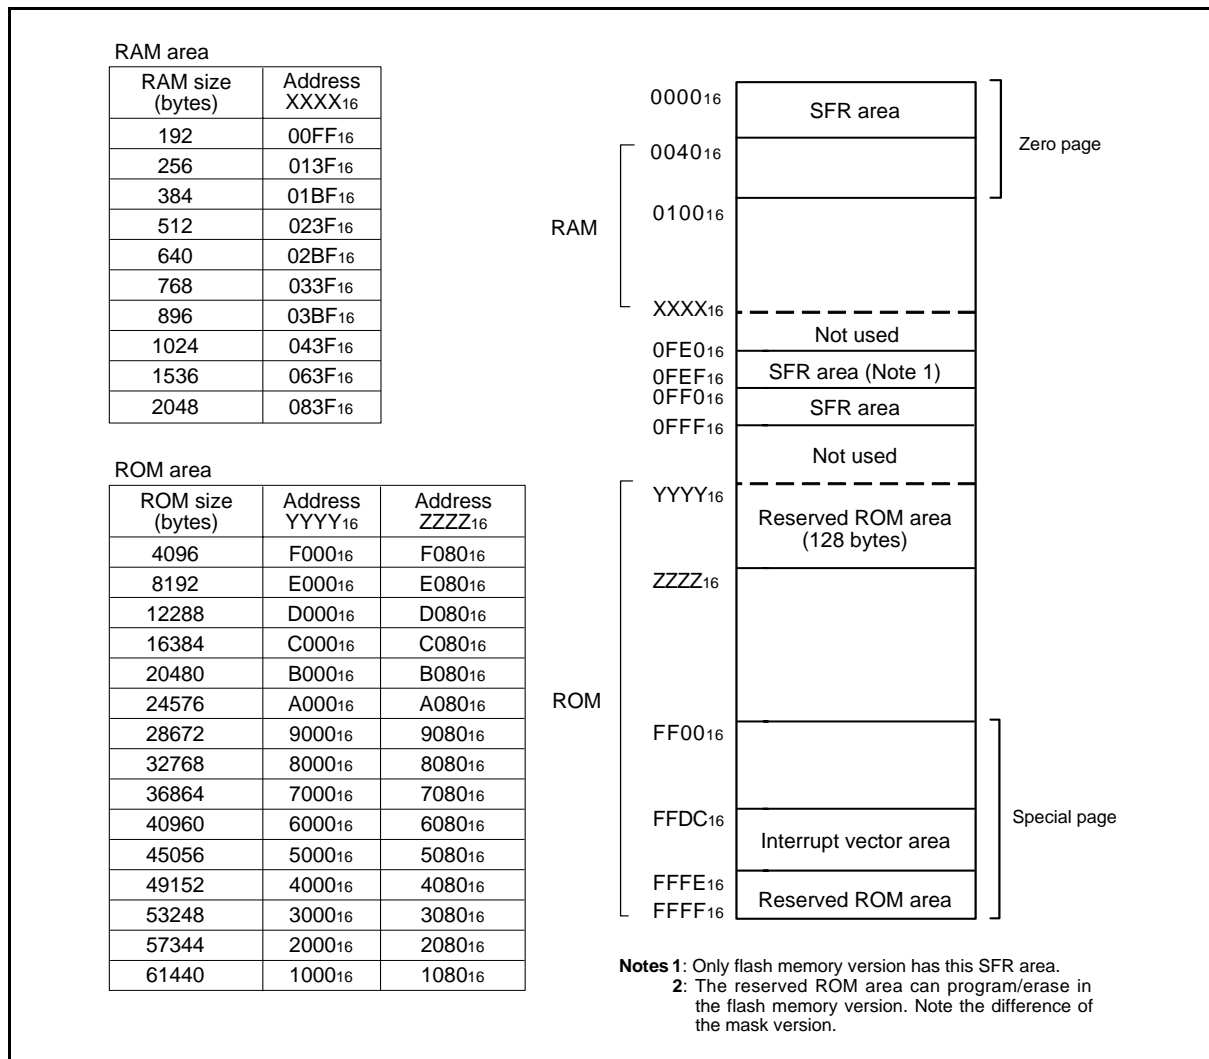 RAM area
RAM size (bytes) Address XXXX16
192 00FF16
256 013F16
384 01BF16
512 023F16
640 02BF16
768 033F16
896 03BF16
1024 043F16
1536 063F16
2048 083F16
ROM area
ROM size (bytes) Address YYYY16 Address ZZZZ16
4096 F00016 F08016
8192 E00016 E08016
12288 D00016 D08016
16384 C00016 C08016
20480 B00016 B08016
24576 A00016 A08016
28672 900016 908016
32768 800016 808016
36864 700016 708016
40960 600016 608016
45056 500016 508016
49152 400016 408016
53248 300016 308016
57344 200016 208016
61440 100016 108016
000016
SFR area
Zero page
004016
010016
RAM
XXXX16
Not used
0FE016
SFR area (Note 1)
0FEF16
0FF016
SFR area
0FFF16
Not used
YYYY16
Reserved ROM area
(128 bytes)
ZZZZ16
ROM
FF0016
FFDC16
Special page
Interrupt vector area
FFFE16
Reserved ROM area
FFFF16
Notes 1: Only flash memory version has this SFR area.
2: The reserved ROM area can program/erase in
the flash memory version. Note the difference of
the mask version.